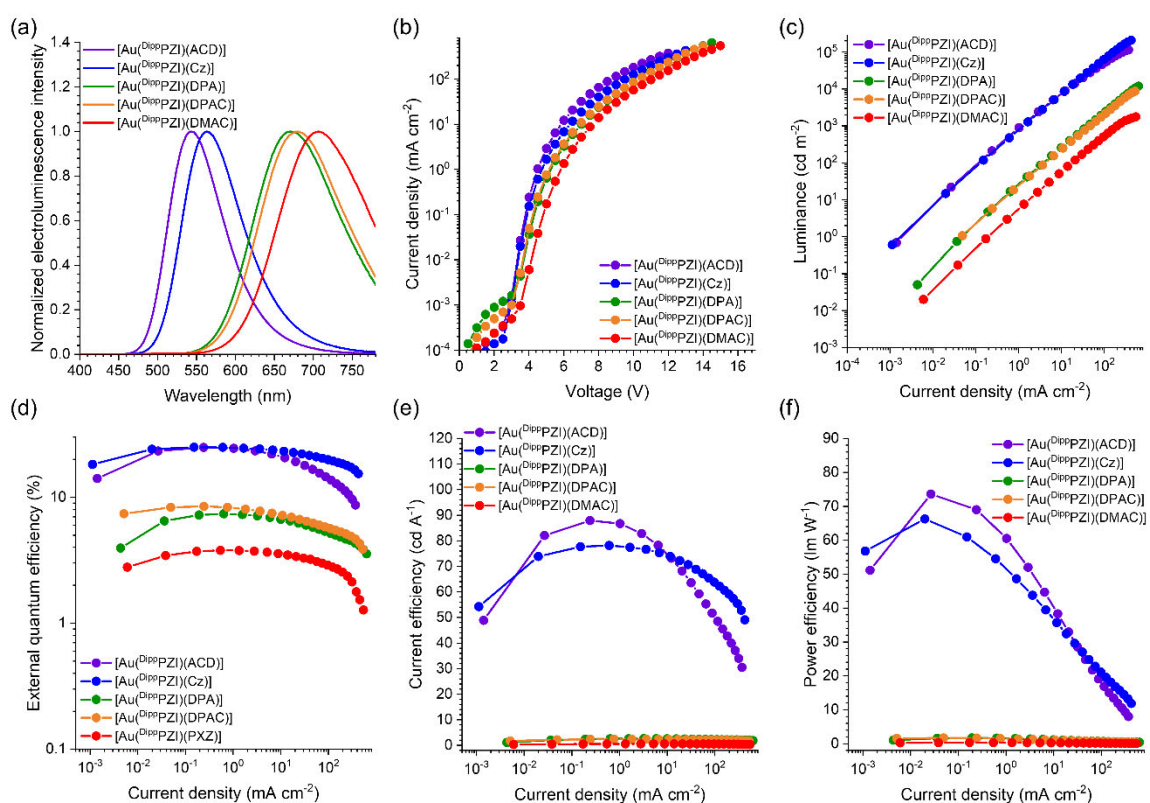 (a)
Normalized electroluminescence intensity
1.4
1.2
1.0
0.8
0.6
0.4
0.2
0.0
[Au(ᴰⁱᵖᵖPZI)(ACD)]
[Au(ᴰⁱᵖᵖPZI)(Cz)]
[Au(ᴰⁱᵖᵖPZI)(DPA)]
[Au(ᴰⁱᵖᵖPZI)(DPAC)]
[Au(ᴰⁱᵖᵖPZI)(DMAC)]
400 450 500 550 600 650 700 750
Wavelength (nm)
(b)
Current density (mA cm⁻²)
10²
10¹
10⁰
10⁻¹
10⁻²
10⁻³
10⁻⁴
[Au(ᴰⁱᵖᵖPZI)(ACD)]
[Au(ᴰⁱᵖᵖPZI)(Cz)]
[Au(ᴰⁱᵖᵖPZI)(DPA)]
[Au(ᴰⁱᵖᵖPZI)(DPAC)]
[Au(ᴰⁱᵖᵖPZI)(DMAC)]
0 2 4 6 8 10 12 14 16
Voltage (V)
(c)
Luminance (cd m⁻²)
10⁵
10⁴
10³
10²
10¹
10⁰
10⁻¹
10⁻²
10⁻³
[Au(ᴰⁱᵖᵖPZI)(ACD)]
[Au(ᴰⁱᵖᵖPZI)(Cz)]
[Au(ᴰⁱᵖᵖPZI)(DPA)]
[Au(ᴰⁱᵖᵖPZI)(DPAC)]
[Au(ᴰⁱᵖᵖPZI)(DMAC)]
10⁻⁴ 10⁻³ 10⁻² 10⁻¹ 10⁰ 10¹ 10²
Current density (mA cm⁻²)
(d)
External quantum efficiency (%)
10
1
0.1
[Au(ᴰⁱᵖᵖPZI)(ACD)]
[Au(ᴰⁱᵖᵖPZI)(Cz)]
[Au(ᴰⁱᵖᵖPZI)(DPA)]
[Au(ᴰⁱᵖᵖPZI)(DPAC)]
[Au(ᴰⁱᵖᵖPZI)(PXZ)]
10⁻³ 10⁻² 10⁻¹ 10⁰ 10¹ 10²
Current density (mA cm⁻²)
(e)
Current efficiency (cd A⁻¹)
120
110
100
90
80
70
60
50
40
30
20
10
0
[Au(ᴰⁱᵖᵖPZI)(ACD)]
[Au(ᴰⁱᵖᵖPZI)(Cz)]
[Au(ᴰⁱᵖᵖPZI)(DPA)]
[Au(ᴰⁱᵖᵖPZI)(DPAC)]
[Au(ᴰⁱᵖᵖPZI)(DMAC)]
10⁻³ 10⁻² 10⁻¹ 10⁰ 10¹ 10²
Current density (mA cm⁻²)
(f)
Power efficiency (lm W⁻¹)
90
80
70
60
50
40
30
20
10
0
[Au(ᴰⁱᵖᵖPZI)(ACD)]
[Au(ᴰⁱᵖᵖPZI)(Cz)]
[Au(ᴰⁱᵖᵖPZI)(DPA)]
[Au(ᴰⁱᵖᵖPZI)(DPAC)]
[Au(ᴰⁱᵖᵖPZI)(DMAC)]
10⁻³ 10⁻² 10⁻¹ 10⁰ 10¹ 10²
Current density (mA cm⁻²)